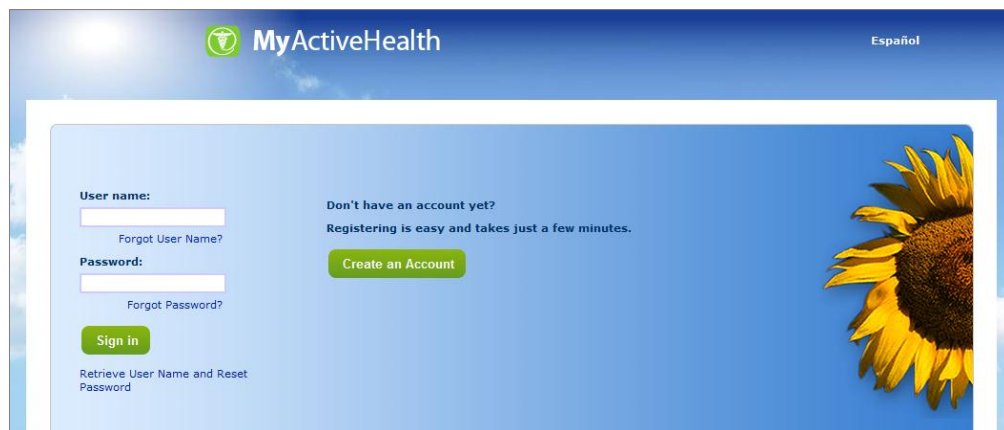 MyActiveHealth
Español
User name:
Forgot User Name?
Password:
Forgot Password?
Sign in
Retrieve User Name and Reset
Password
Don't have an account yet?
Registering is easy and takes just a few minutes.
Create an Account